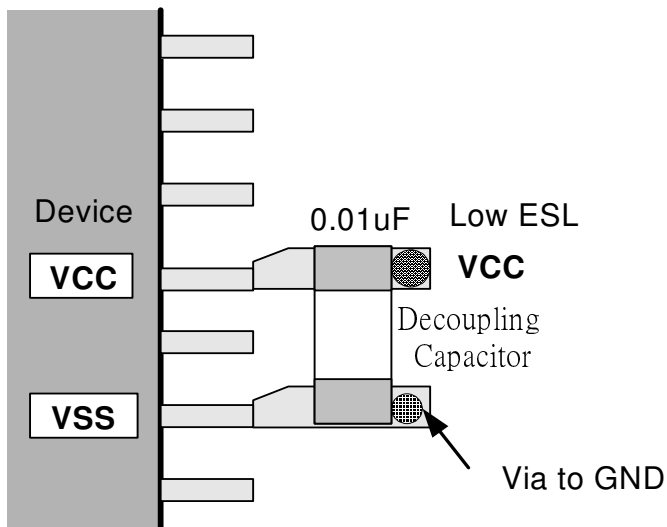 Device
0.01uF Low ESL
VCC VCC
Decoupling
Capacitor
VSS
Via to GND